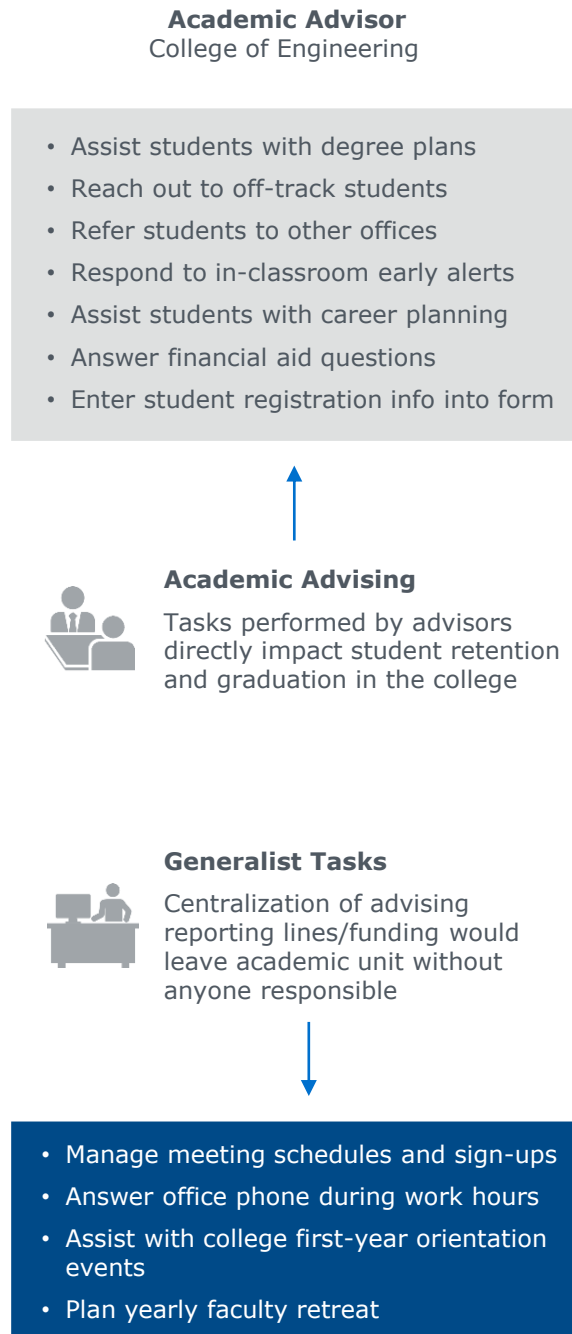 Academic Advisor
College of Engineering
• Assist students with degree plans
• Reach out to off-track students
• Refer students to other offices
• Respond to in-classroom early alerts
• Assist students with career planning
• Answer financial aid questions
• Enter student registration info into form
Academic Advising
Tasks performed by advisors
directly impact student retention
and graduation in the college
Generalist Tasks
Centralization of advising
reporting lines/funding would
leave academic unit without
anyone responsible
• Manage meeting schedules and sign-ups
• Answer office phone during work hours
• Assist with college first-year orientation
events
• Plan yearly faculty retreat